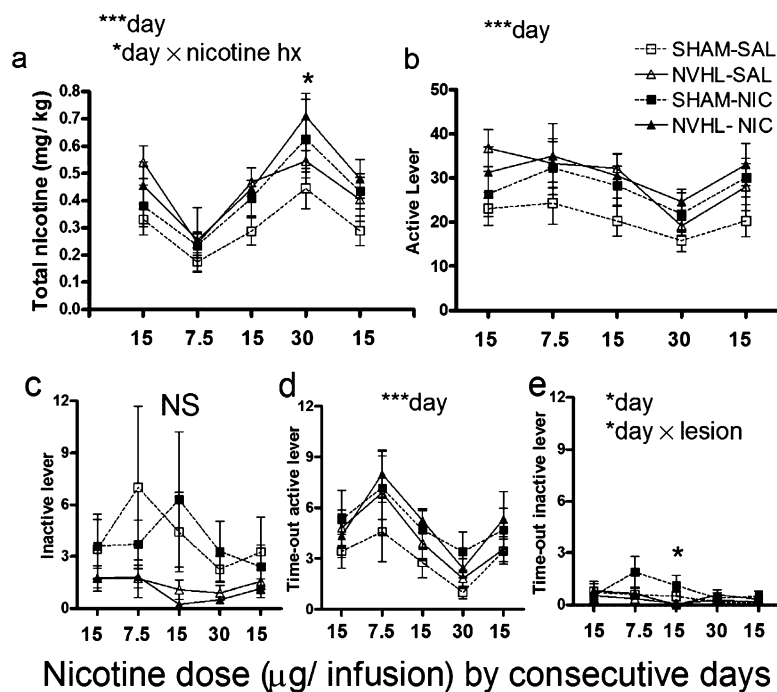 ***day
*day × nicotine hx
a
*
Total nicotine (mg/ kg)
0.8
0.7
0.6
0.5
0.4
0.3
0.2
0.1
0.0
15 7.5 15 30 15
***day
b
SHAM-SAL
NVHL-SAL
SHAM-NIC
NVHL- NIC
Active Lever
50
40
30
20
10
0
15 7.5 15 30 15
c
NS
Inactive lever
12
9
6
3
0
15 7.5 15 30 15
d
***day
Time-out active lever
12
9
6
3
0
15 7.5 15 30 15
e
*day
*day × lesion
*
Time-out inactive lever
12
9
6
3
0
15 7.5 15 30 15
Nicotine dose (μg/ infusion) by consecutive days